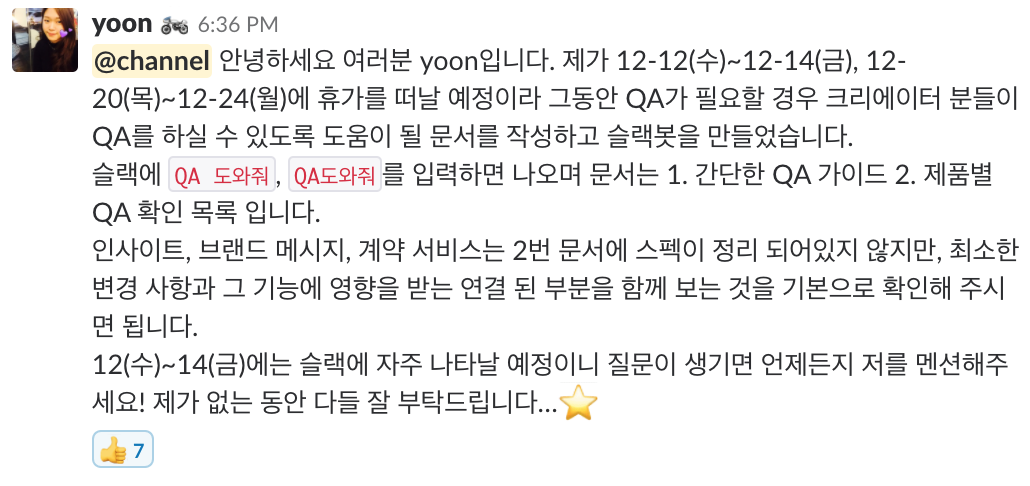 yoon 6:36 PM
@channel 안녕하세요 여러분 yoon입니다. 제가 12-12(수)~12-14(금), 12-
20(목)~12-24(월)에 휴가를 떠날 예정이라 그동안 QA가 필요할 경우 크리에이터 분들이
QA를 하실 수 있도록 도움이 될 문서를 작성하고 슬랙봇을 만들었습니다.
슬랙에 QA 도와줘, QA도와줘를 입력하면 나오며 문서는 1. 간단한 QA 가이드 2. 제품별
QA 확인 목록 입니다.
인사이트, 브랜드 메시지, 계약 서비스는 2번 문서에 스펙이 정리 되어있지 않지만, 최소한
변경 사항과 그 기능에 영향을 받는 연결 된 부분을 함께 보는 것을 기본으로 확인해 주시
면 됩니다.
12(수)~14(금)에는 슬랙에 자주 나타날 예정이니 질문이 생기면 언제든지 저를 멘션해주
세요! 제가 없는 동안 다들 잘 부탁드립니다...
7